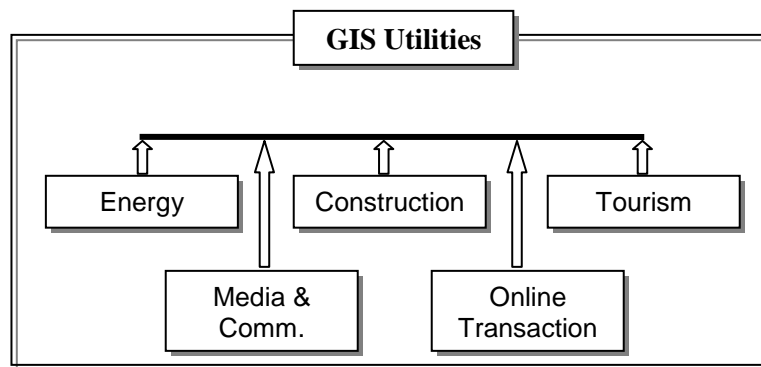 GIS Utilities
Energy
Construction
Tourism
Media &
Comm.
Online
Transaction